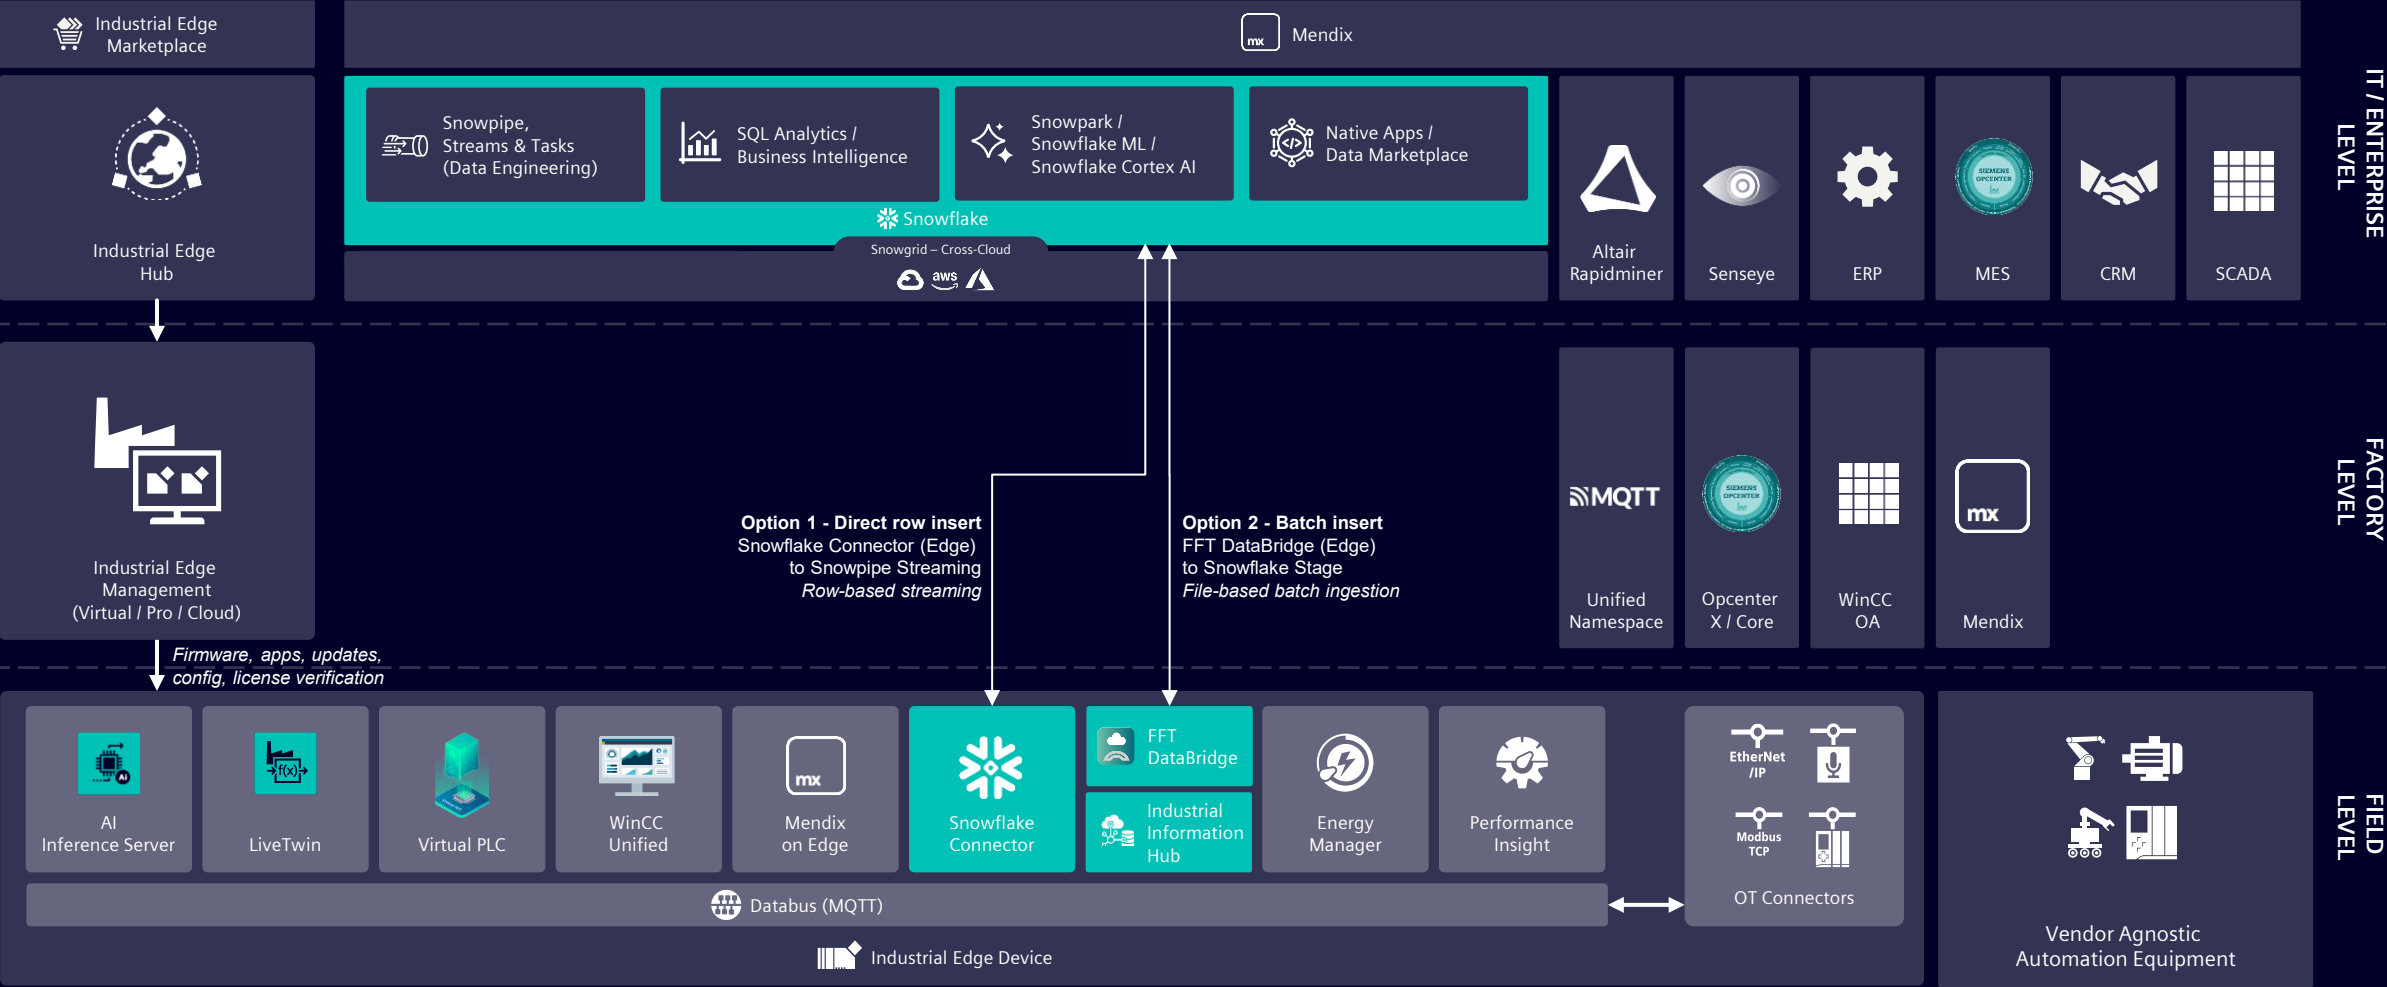 Industrial Edge
Marketplace
mx
Mendix
Industrial Edge
Hub
Snowpipe,
Streams & Tasks
(Data Engineering)
SQL Analytics /
Business Intelligence
Snowpark /
Snowflake ML /
Snowflake Cortex AI
</>
Native Apps /
Data Marketplace
Snowflake
Snowgrid – Cross-Cloud
aws
Altair
Rapidminer
Senseye
ERP
SIEMENS
OPCENTER
MES
CRM
SCADA
IT / ENTERPRISE
LEVEL
Industrial Edge
Management
(Virtual / Pro / Cloud)
Option 1 - Direct row insert
Snowflake Connector (Edge)
to Snowpipe Streaming
Row-based streaming
Option 2 - Batch insert
FFT DataBridge (Edge)
to Snowflake Stage
File-based batch ingestion
MQTT
Unified
Namespace
SIEMENS
OPCENTER
Opcenter
X / Core
WinCC
OA
mx
Mendix
FACTORY
LEVEL
Firmware, apps, updates,
config, license verification
AI
AI
Inference Server
f(x)
LiveTwin
Virtual PLC
WinCC
Unified
mx
Mendix
on Edge
Snowflake
Connector
FFT
DataBridge
Industrial
Information
Hub
Energy
Manager
Performance
Insight
EtherNet
/IP
Modbus
TCP
OT Connectors
Databus (MQTT)
Industrial Edge Device
Vendor Agnostic
Automation Equipment
FIELD
LEVEL